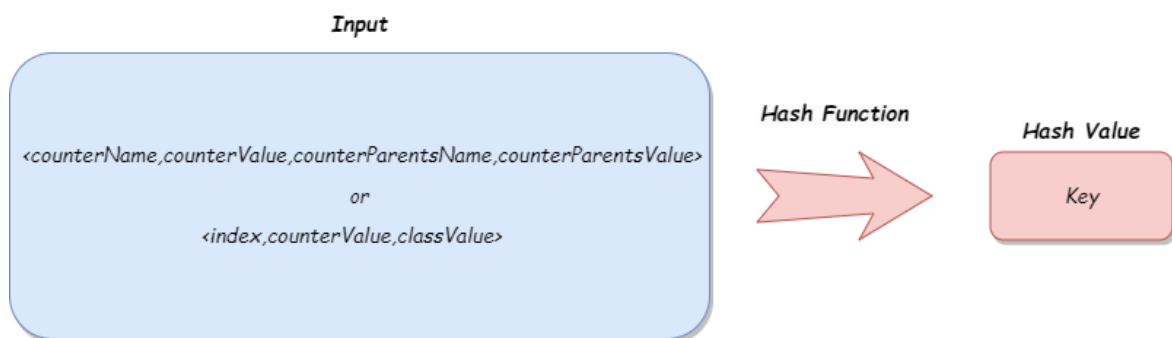 Input
<counterName,counterValue,counterParentsName,counterParentsValue>
or
<index,counterValue,classValue>
Hash Function
Hash Value
Key